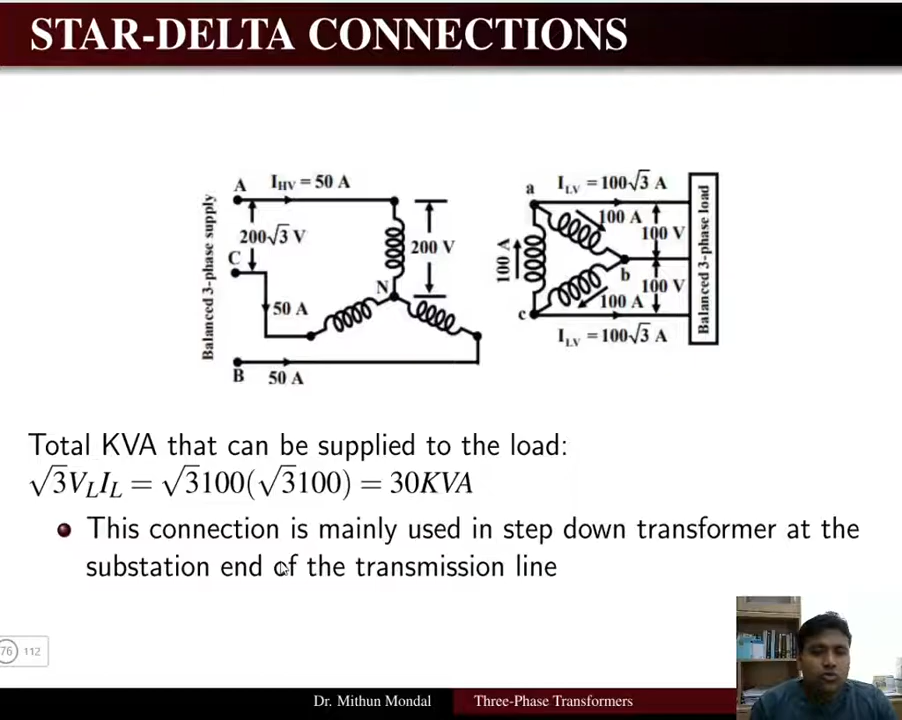 STAR-DELTA CONNECTIONS
Balanced 3-phase supply
A
I_HV = 50 A
200√3 V
C
50 A
N
200 V
B
50 A
a
I_LV = 100√3 A
100 A
100 V
100 A
b
100 V
100 A
c
I_LV = 100√3 A
Balanced 3-phase load
Total KVA that can be supplied to the load:
√3V_LI_L = √3100(√3100) = 30KVA
This connection is mainly used in step down transformer at the
substation end of the transmission line
76 112
Dr. Mithun Mondal Three-Phase Transformers